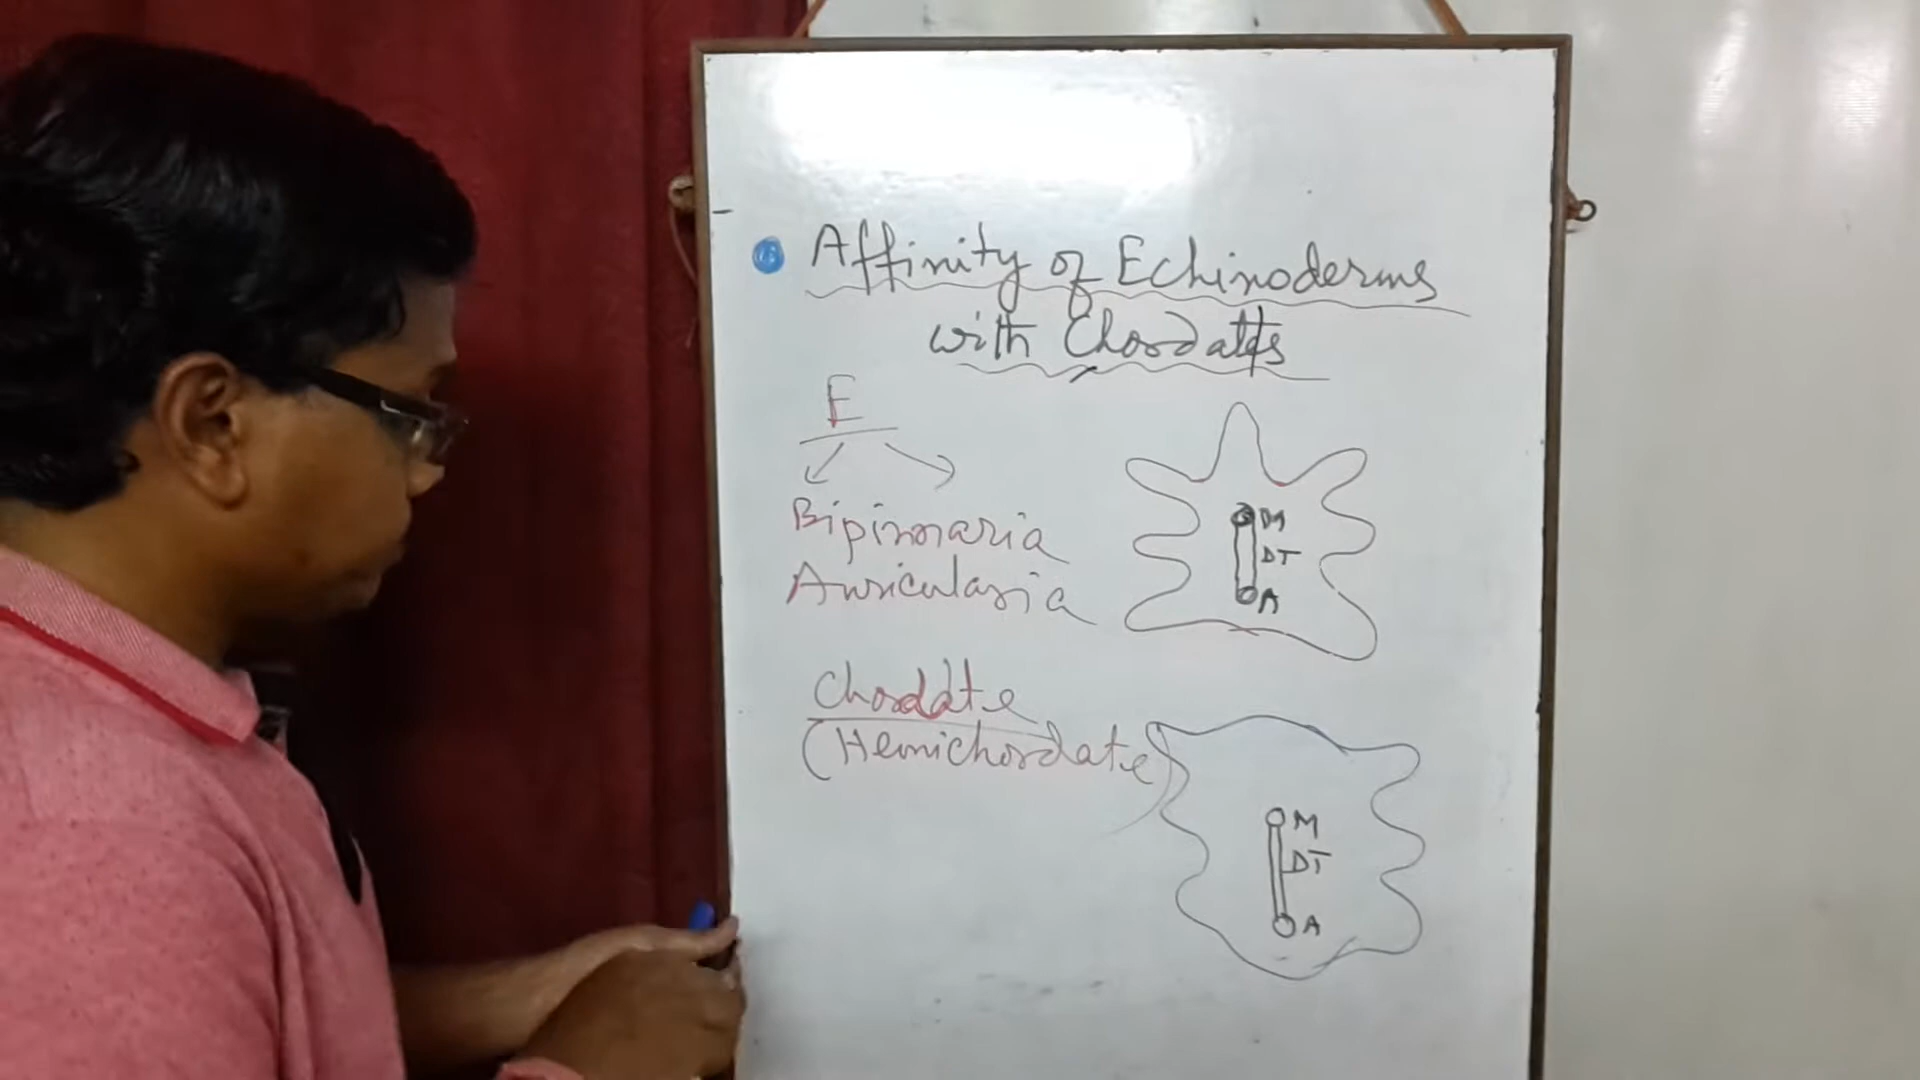 Affinity of Echinoderms
with Chordates
E
Bipinnaria
Auricularia
M
DT
A
Chordate
(Hemichordate)
M
DT
A